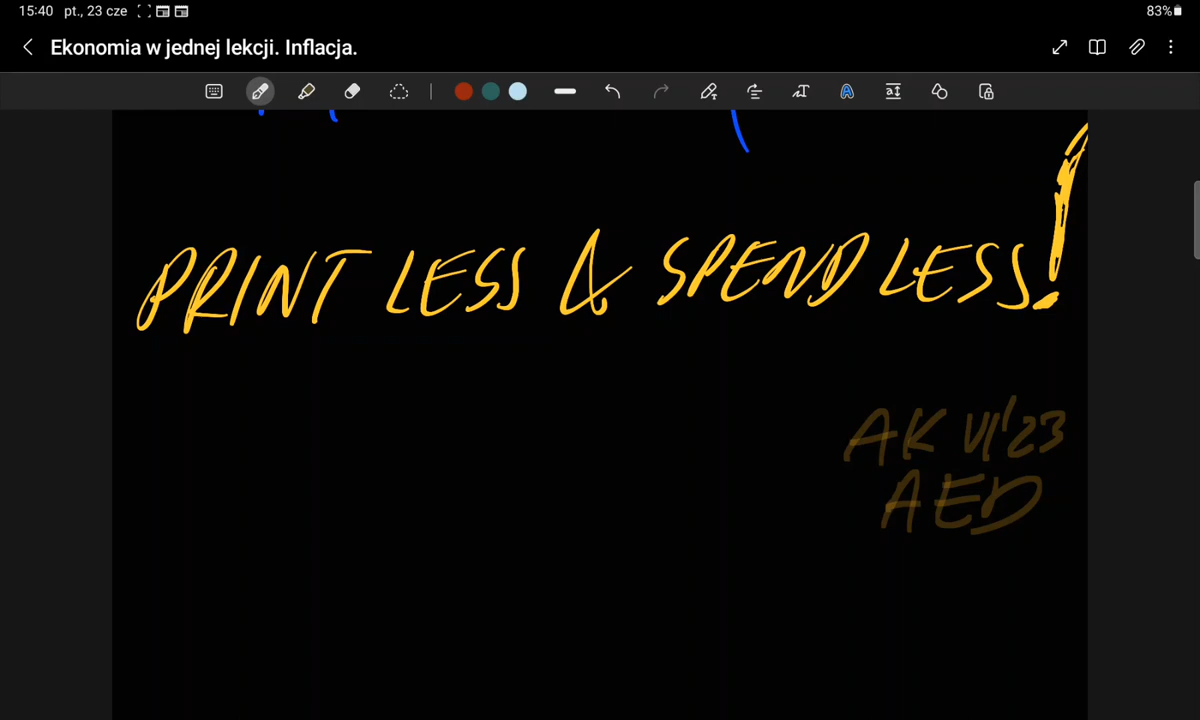 15:40 pt., 23 cze 83%
Ekonomia w jednej lekcji. Inflacja.
PRINT LESS & SPEND LESS!
AK VI'23
AED